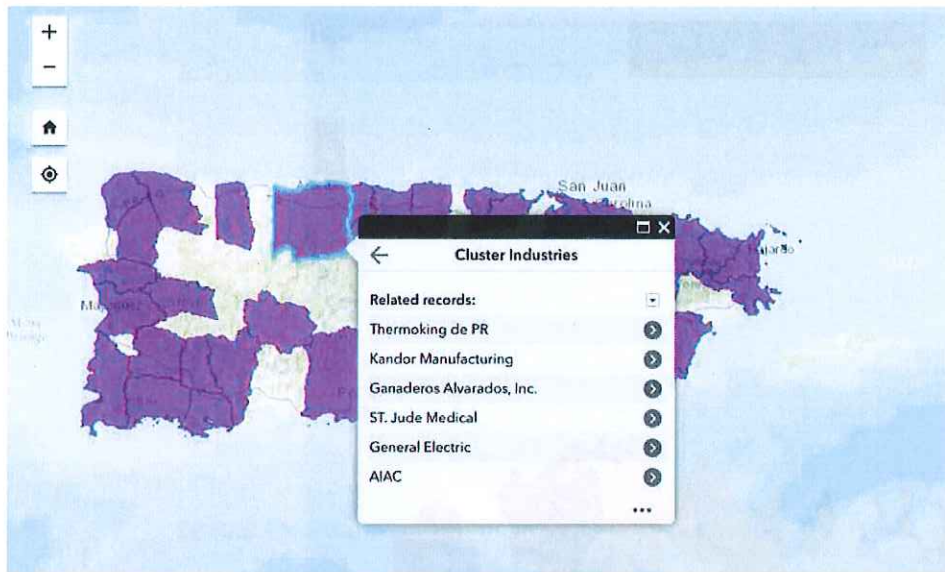 San Juan
Carolina
Cluster Industries
Related records:
Thermoking de PR
Kandor Manufacturing
Ganaderos Alvarados, Inc.
ST. Jude Medical
General Electric
AIAC